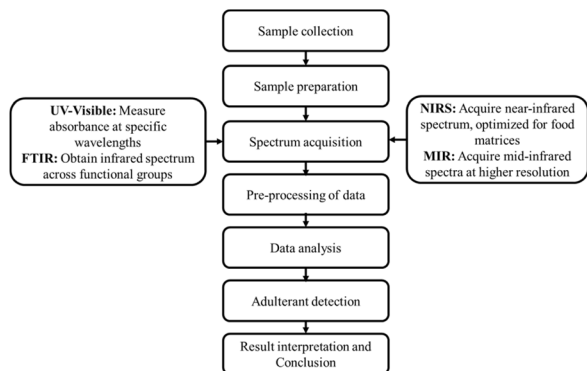 Sample collection
Sample preparation
UV-Visible: Measure
absorbance at specific
wavelengths
FTIR: Obtain infrared spectrum
across functional groups
Spectrum acquisition
NIRS: Acquire near-infrared
spectrum, optimized for food
matrices
MIR: Acquire mid-infrared
spectra at higher resolution
Pre-processing of data
Data analysis
Adulterant detection
Result interpretation and
Conclusion